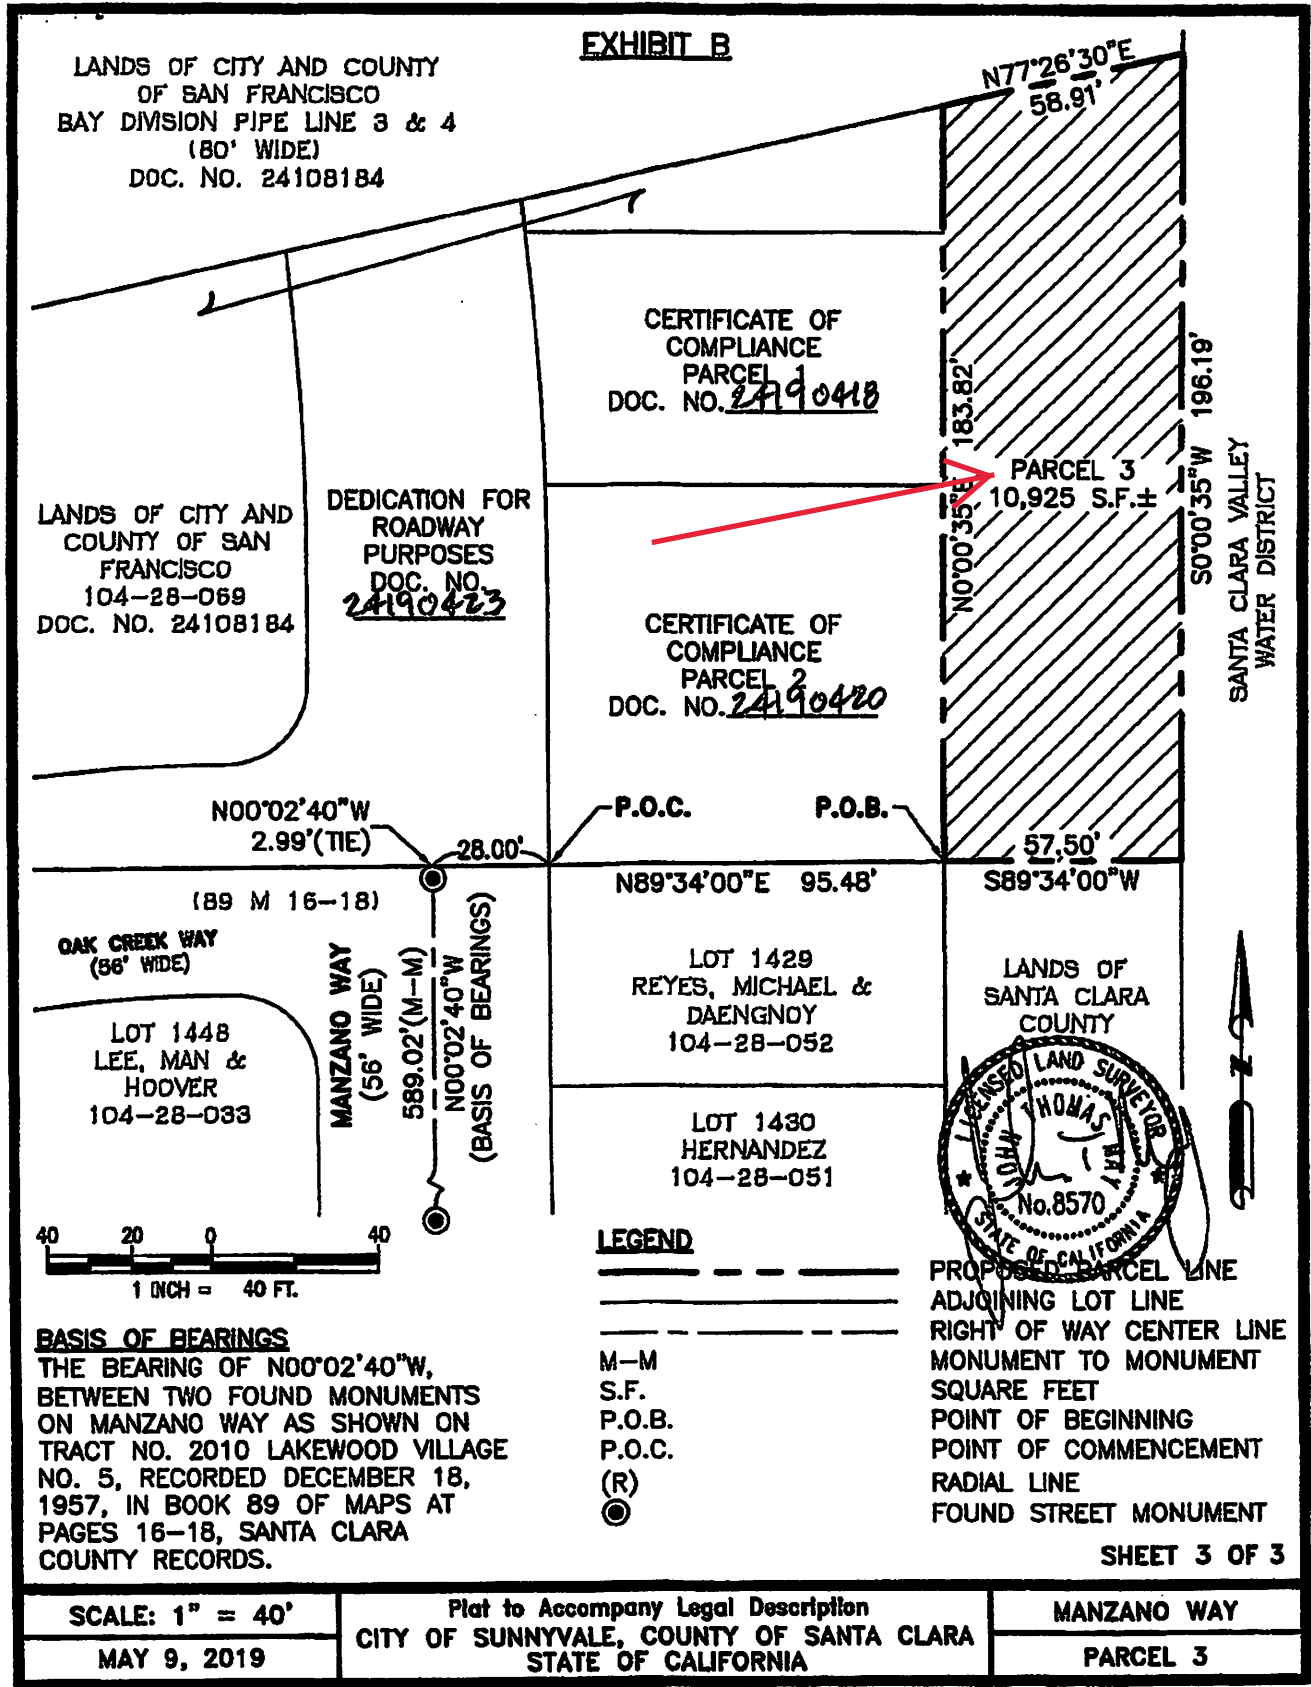 EXHIBIT B
LANDS OF CITY AND COUNTY
OF SAN FRANCISCO
BAY DIVISION PIPE LINE 3 & 4
(80' WIDE)
DOC. NO. 24108184
N77°26'30"E
58.91'
CERTIFICATE OF
COMPLIANCE
PARCEL 1
DOC. NO. 24190418
N0°00'35"E 183.82'
S0°00'35"W 196.19'
SANTA CLARA VALLEY
WATER DISTRICT
PARCEL 3
10,925 S.F.±
LANDS OF CITY AND
COUNTY OF SAN
FRANCISCO
104-28-069
DOC. NO. 24108184
DEDICATION FOR
ROADWAY
PURPOSES
DOC. NO.
24190423
CERTIFICATE OF
COMPLIANCE
PARCEL 2
DOC. NO. 24190420
N00°02'40"W
2.99'(TIE)
28.00'
P.O.C.
P.O.B.
57.50'
N89°34'00"E 95.48'
S89°34'00"W
(89 M 16-18)
OAK CREEK WAY
(56' WIDE)
MANZANO WAY
(56' WIDE)
589.02'(M-M)
N00°02'40"W
(BASIS OF BEARINGS)
LOT 1429
REYES, MICHAEL &
DAENGNOY
104-28-052
LANDS OF
SANTA CLARA
COUNTY
LOT 1448
LEE, MAN &
HOOVER
104-28-033
LOT 1430
HERNANDEZ
104-28-051
LICENSED LAND SURVEYOR
JOHN THOMAS MAY
No.8570
STATE OF CALIFORNIA
N
40 20 0 40
1 INCH = 40 FT.
LEGEND
PROPOSED PARCEL LINE
ADJOINING LOT LINE
RIGHT OF WAY CENTER LINE
M-M MONUMENT TO MONUMENT
S.F. SQUARE FEET
P.O.B. POINT OF BEGINNING
P.O.C. POINT OF COMMENCEMENT
(R) RADIAL LINE
FOUND STREET MONUMENT
BASIS OF BEARINGS
THE BEARING OF N00°02'40"W,
BETWEEN TWO FOUND MONUMENTS
ON MANZANO WAY AS SHOWN ON
TRACT NO. 2010 LAKEWOOD VILLAGE
NO. 5, RECORDED DECEMBER 18,
1957, IN BOOK 89 OF MAPS AT
PAGES 16-18, SANTA CLARA
COUNTY RECORDS.
SHEET 3 OF 3
SCALE: 1" = 40'
MAY 9, 2019
Plat to Accompany Legal Description
CITY OF SUNNYVALE, COUNTY OF SANTA CLARA
STATE OF CALIFORNIA
MANZANO WAY
PARCEL 3